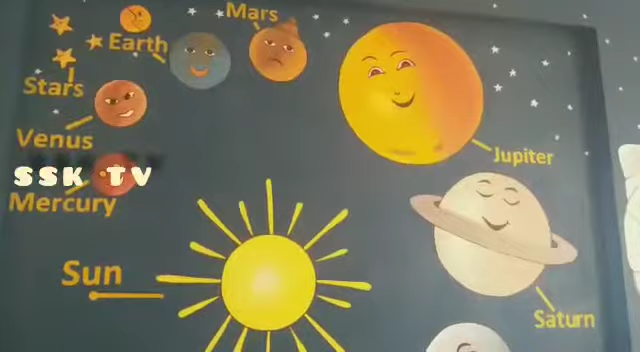 Mars
Earth
Stars
Venus
SSK TV
Mercury
Jupiter
Sun
Saturn